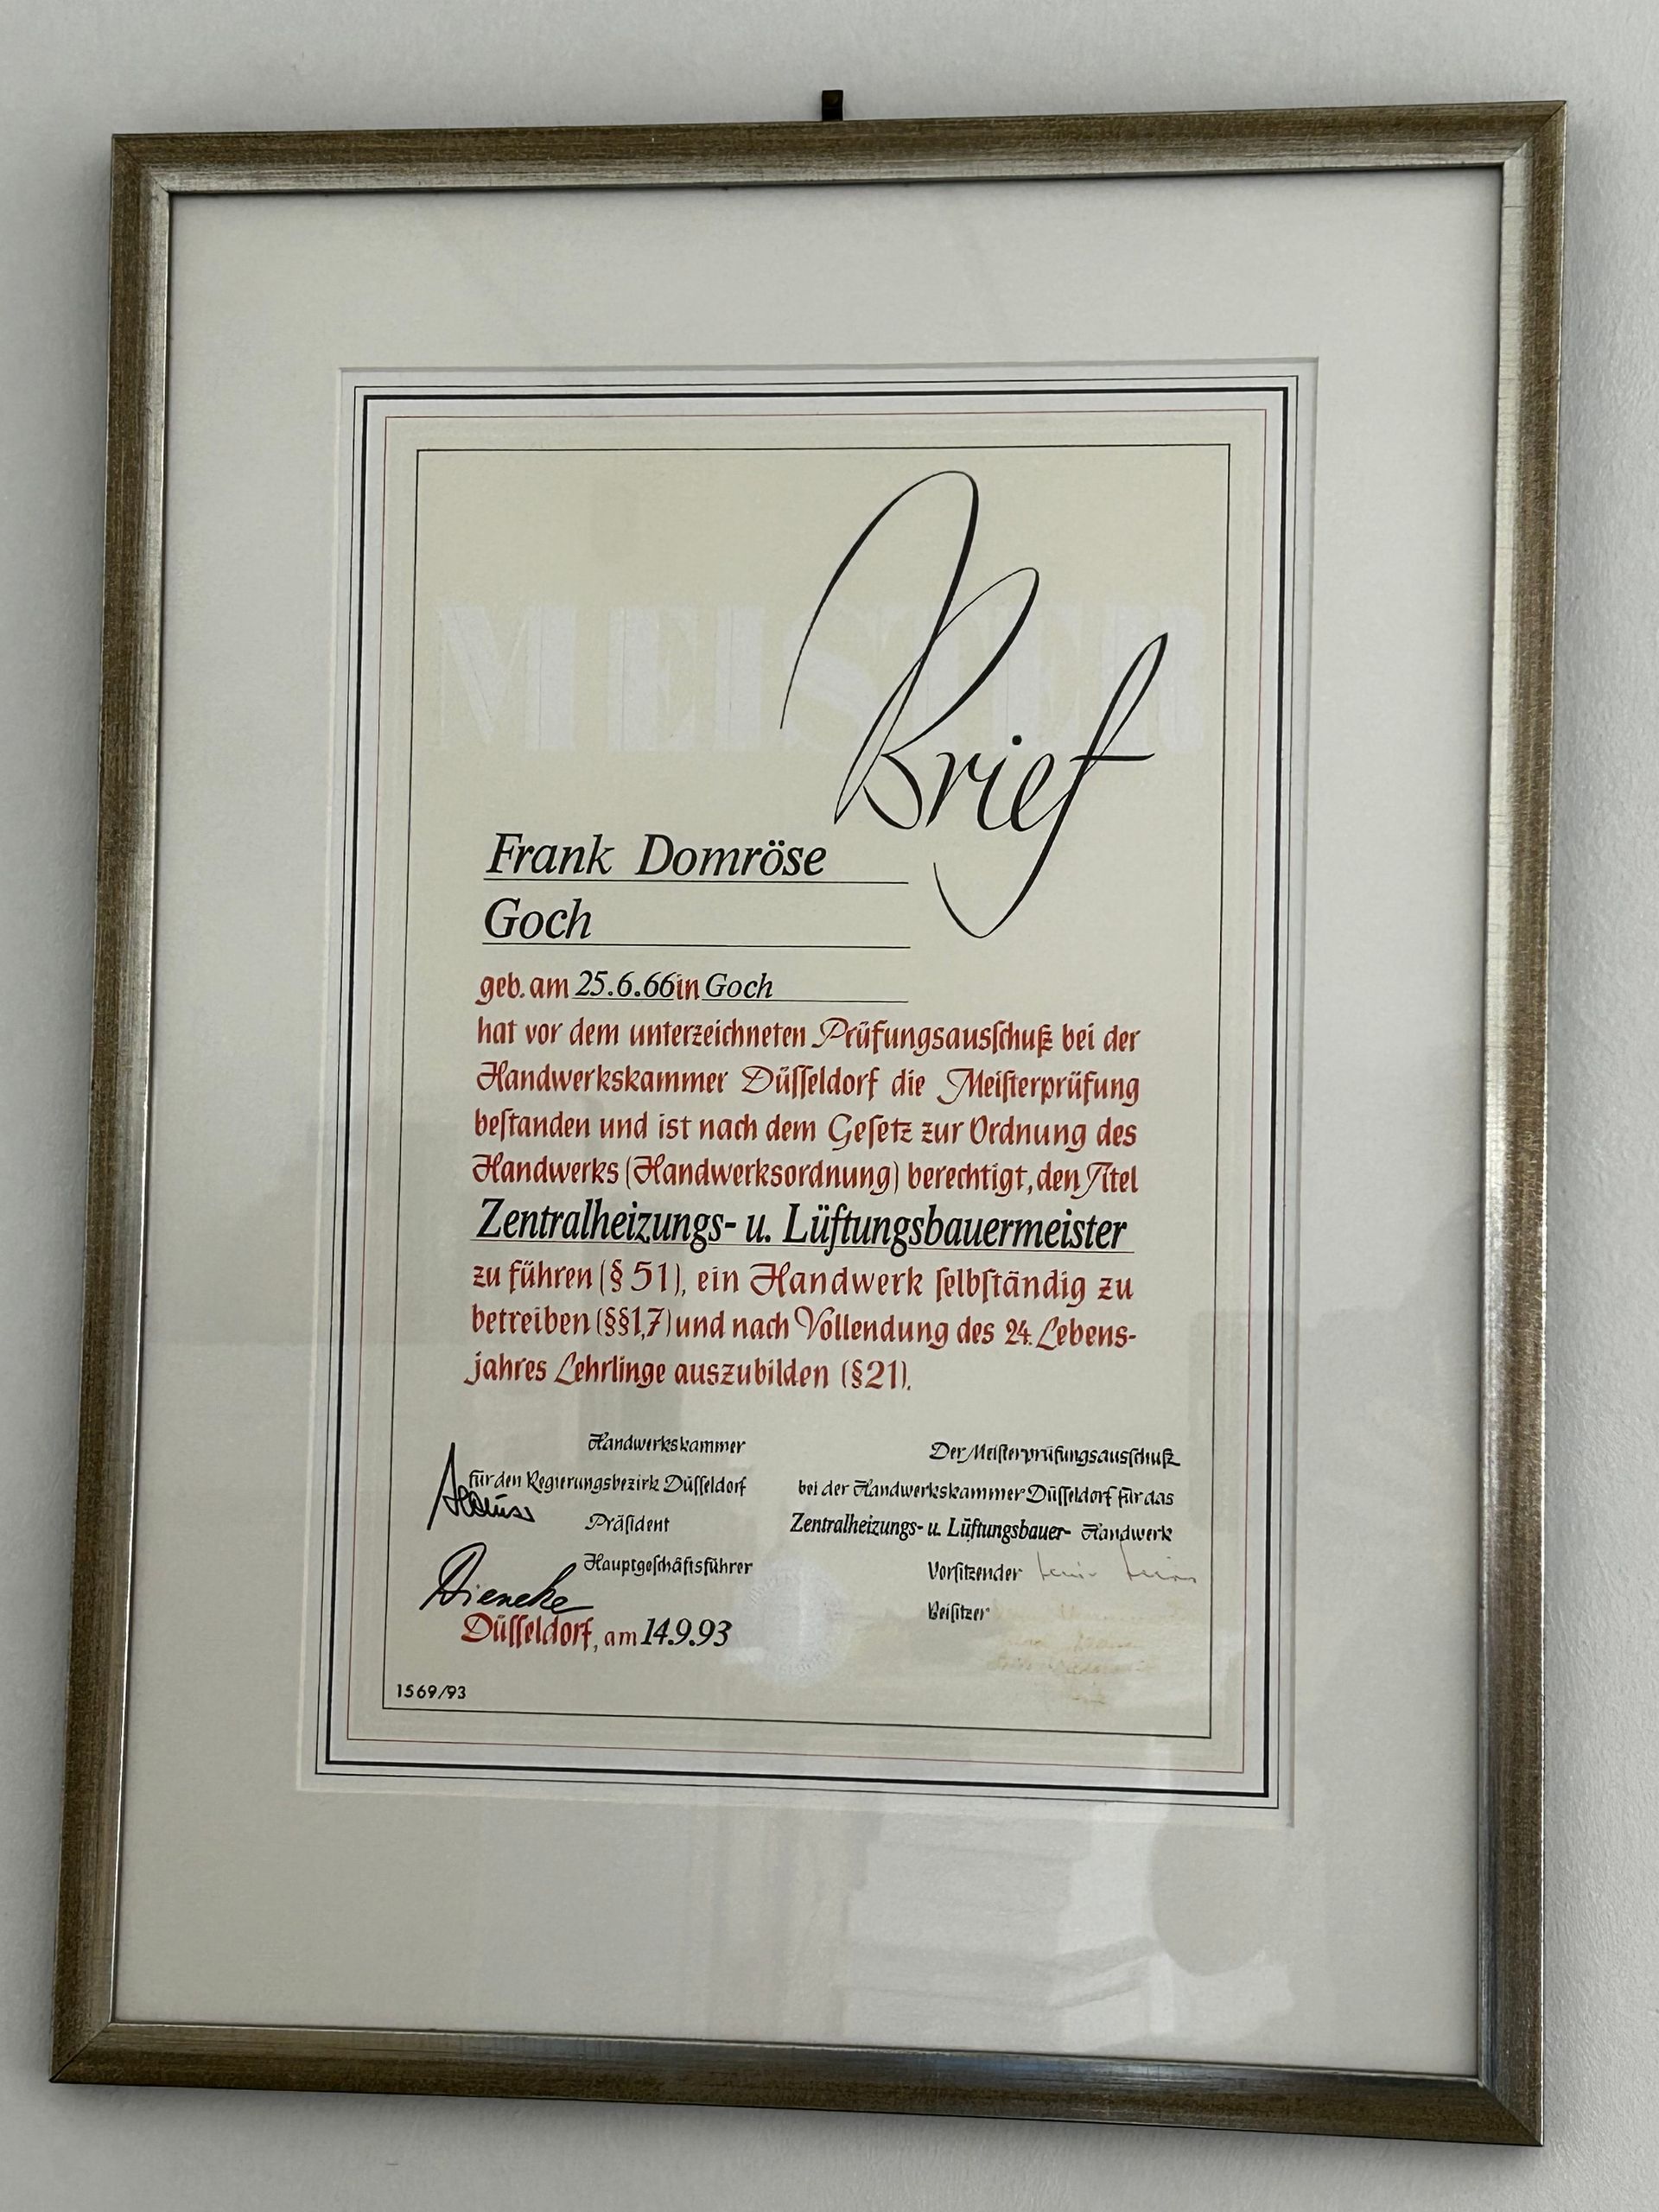 MEISTER
Brief
Frank Domröse
Goch
geb. am 25.6.66 in Goch
hat vor dem unterzeichneten Prüfungsausſchuß bei der
Handwerkskammer Düſſeldorf die Meiſterprüfung
beſtanden und ist nach dem Geſetz zur Ordnung des
Handwerks (Handwerksordnung) berechtigt, den Titel
Zentralheizungs- u. Lüftungsbauermeister
zu führen (§ 51), ein Handwerk ſelbſtändig zu
betreiben (§§1,7) und nach Vollendung des 24. Lebens-
jahres Lehrlinge auszubilden (§21).
Handwerkskammer
für den Regierungsbezirk Düſſeldorf
Präſident
Hauptgeſchäftsführer
Düſſeldorf, am 14.9.93
Der Meiſterprüfungsausſchuß
bei der Handwerkskammer Düſſeldorf für das
Zentralheizungs- u. Lüftungsbauer- Handwerk
Vorſitzender
Beiſitzer
1569/93